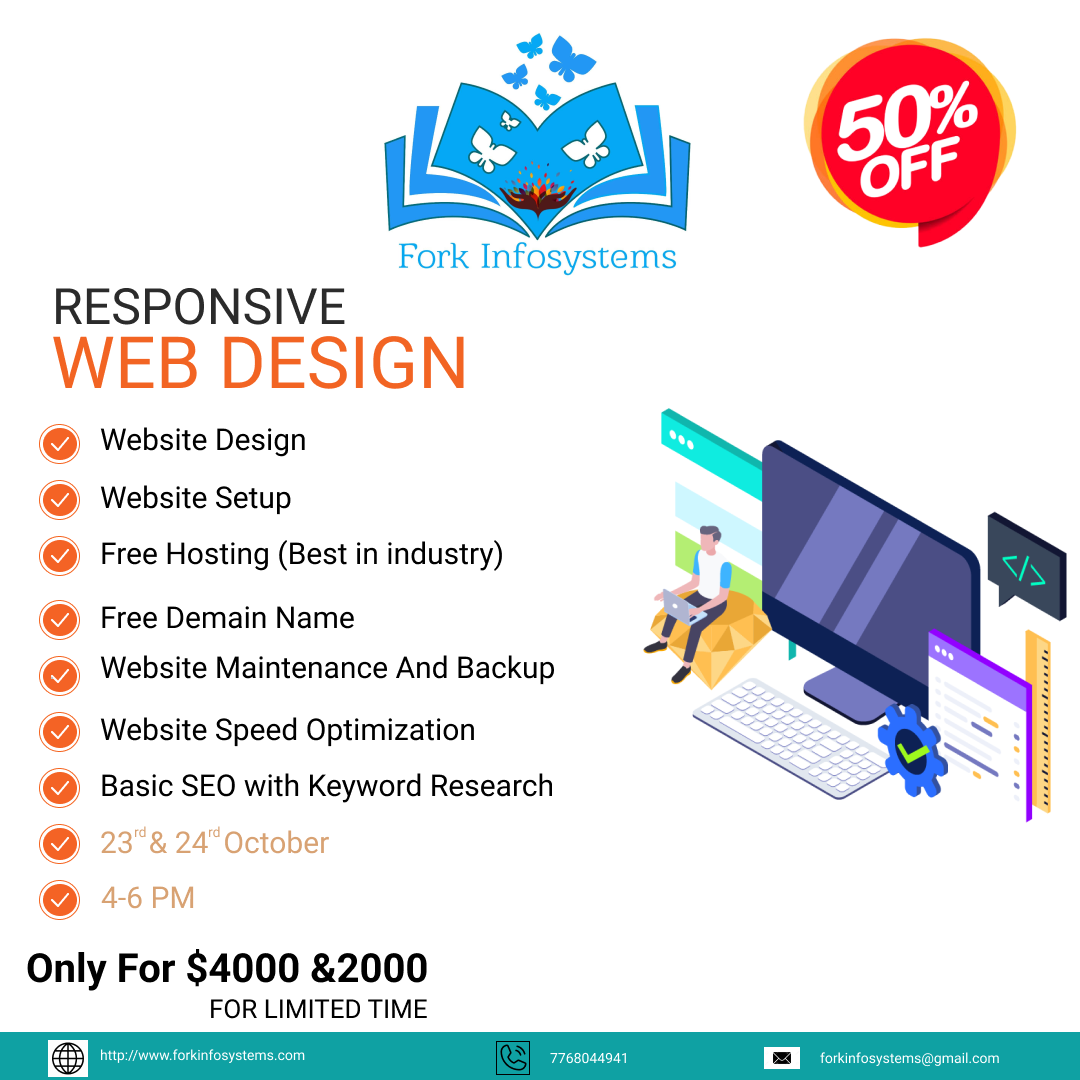 50%
OFF
Fork Infosystems
RESPONSIVE
WEB DESIGN
Website Design
Website Setup
Free Hosting (Best in industry)
Free Demain Name
Website Maintenance And Backup
Website Speed Optimization
Basic SEO with Keyword Research
23rd & 24rd October
4-6 PM
Only For $4000 &2000
FOR LIMITED TIME
http://www.forkinfosystems.com
7768044941
forkinfosystems@gmail.com